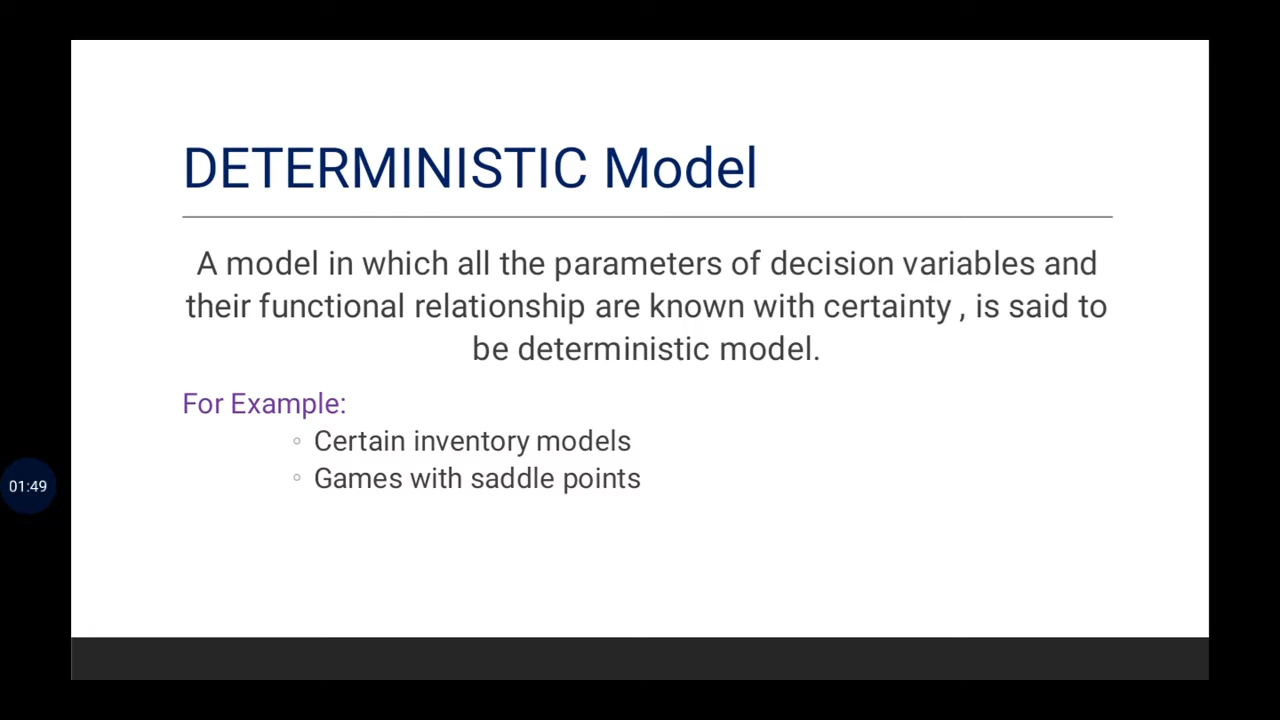 DETERMINISTIC Model
A model in which all the parameters of decision variables and
their functional relationship are known with certainty , is said to
be deterministic model.
For Example:
◦ Certain inventory models
◦ Games with saddle points
01:49